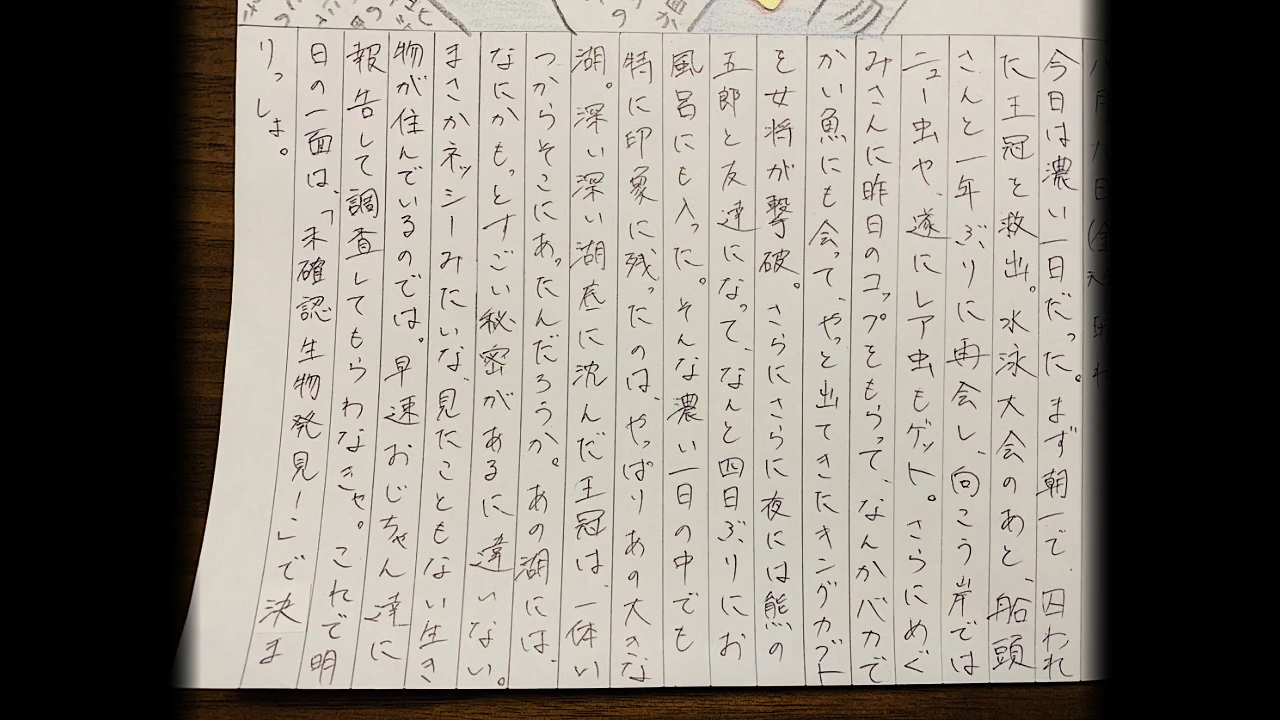 今日は濃い一日だった。まず朝一で、囚われ
た王冠を救出。水泳大会のあと、船頭
さんと一年ぶりに再会し、向こう岸では
ニュー虫や、遂にレア虫もゲット。さらにめぐ
みさんに昨日のコップをもらって、なんかバカで
かい魚にも会って、やっと出てきたキングカブト
を女将が撃破。さらにさらに夜には熊の
五郎と友達になって、なんと四日ぶりにお
風呂にも入った。そんな濃い一日の中でも
特に印象に残ったのは、やっぱりあの大きな
湖。深い深い湖底に沈んだ王冠は、一体い
つからそこにあったんだろうか。あの湖には、
なにかもっとすごい秘密があるに違いない。
まさかネッシーみたいな、見たこともない生き
物が住んでいるのでは。早速おじちゃん達に
報告して調査してもらわなきゃ。これで明
日の一面は、「未確認生物発見!」で決ま
りっしょ。